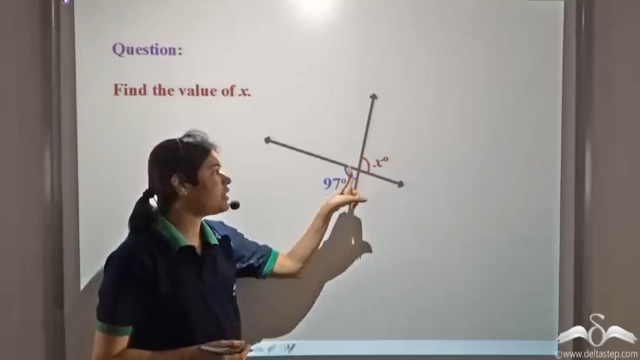 Question:
Find the value of x.
x°
97°
©www.deltastep.com